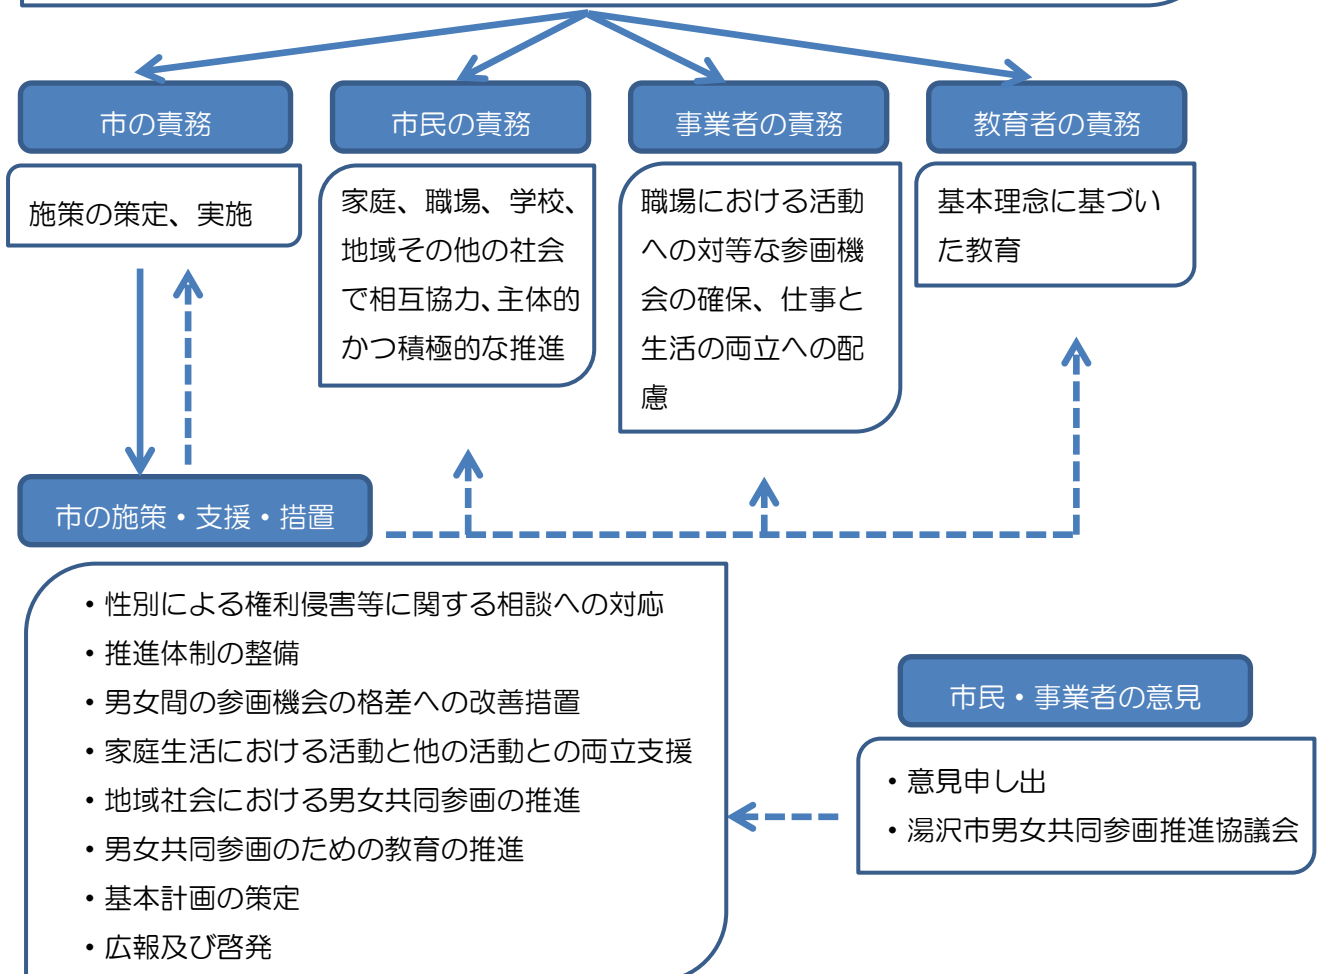 市の責務
市民の責務
事業者の責務
教育者の責務
施策の策定、実施
家庭、職場、学校、
地域その他の社会
で相互協力、主体的
かつ積極的な推進
職場における活動
への対等な参画機
会の確保、仕事と
生活の両立への配
慮
基本理念に基づい
た教育
市の施策・支援・措置
・性別による権利侵害等に関する相談への対応
・推進体制の整備
・男女間の参画機会の格差への改善措置
・家庭生活における活動と他の活動との両立支援
・地域社会における男女共同参画の推進
・男女共同参画のための教育の推進
・基本計画の策定
・広報及び啓発
市民・事業者の意見
・意見申し出
・湯沢市男女共同参画推進協議会